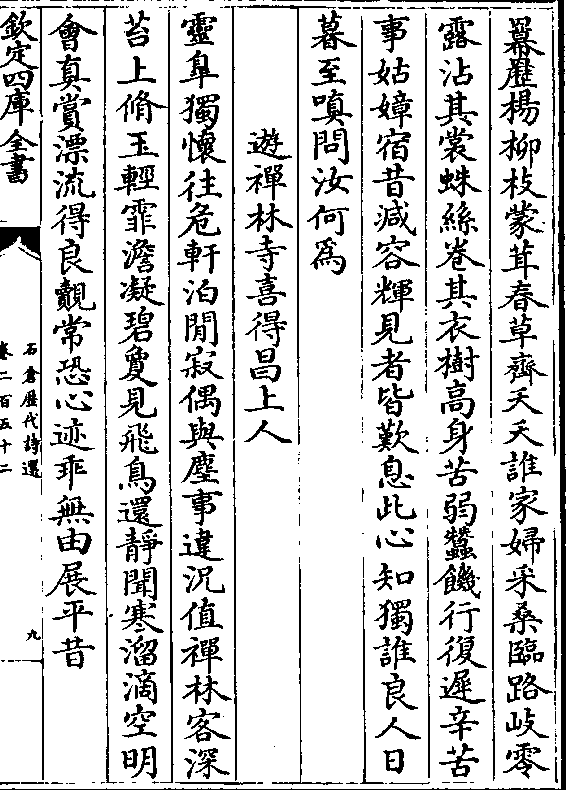 羃䍥楊柳枝蒙茸春草齊夭夭誰家婦采桑臨路岐零
露沾其裳蛛絲卷其衣樹高身苦弱蠶饑行復遲辛苦
事姑嫜宿昔減容輝見者皆歎息此心知獨誰良人日
暮至嗔問汝何為
遊禪林寺喜得昌上人
靈臯獨懷往危軒泊閒寂偶與塵事違況值禪林客深
苔上脩玉輕霏澹凝碧敻見飛鳥還靜聞寒溜滴空明
會真賞漂流得良覿常恐心迹乖無由展平昔
欽定四庫全書
石倉歷代詩選
卷二百五十二
九